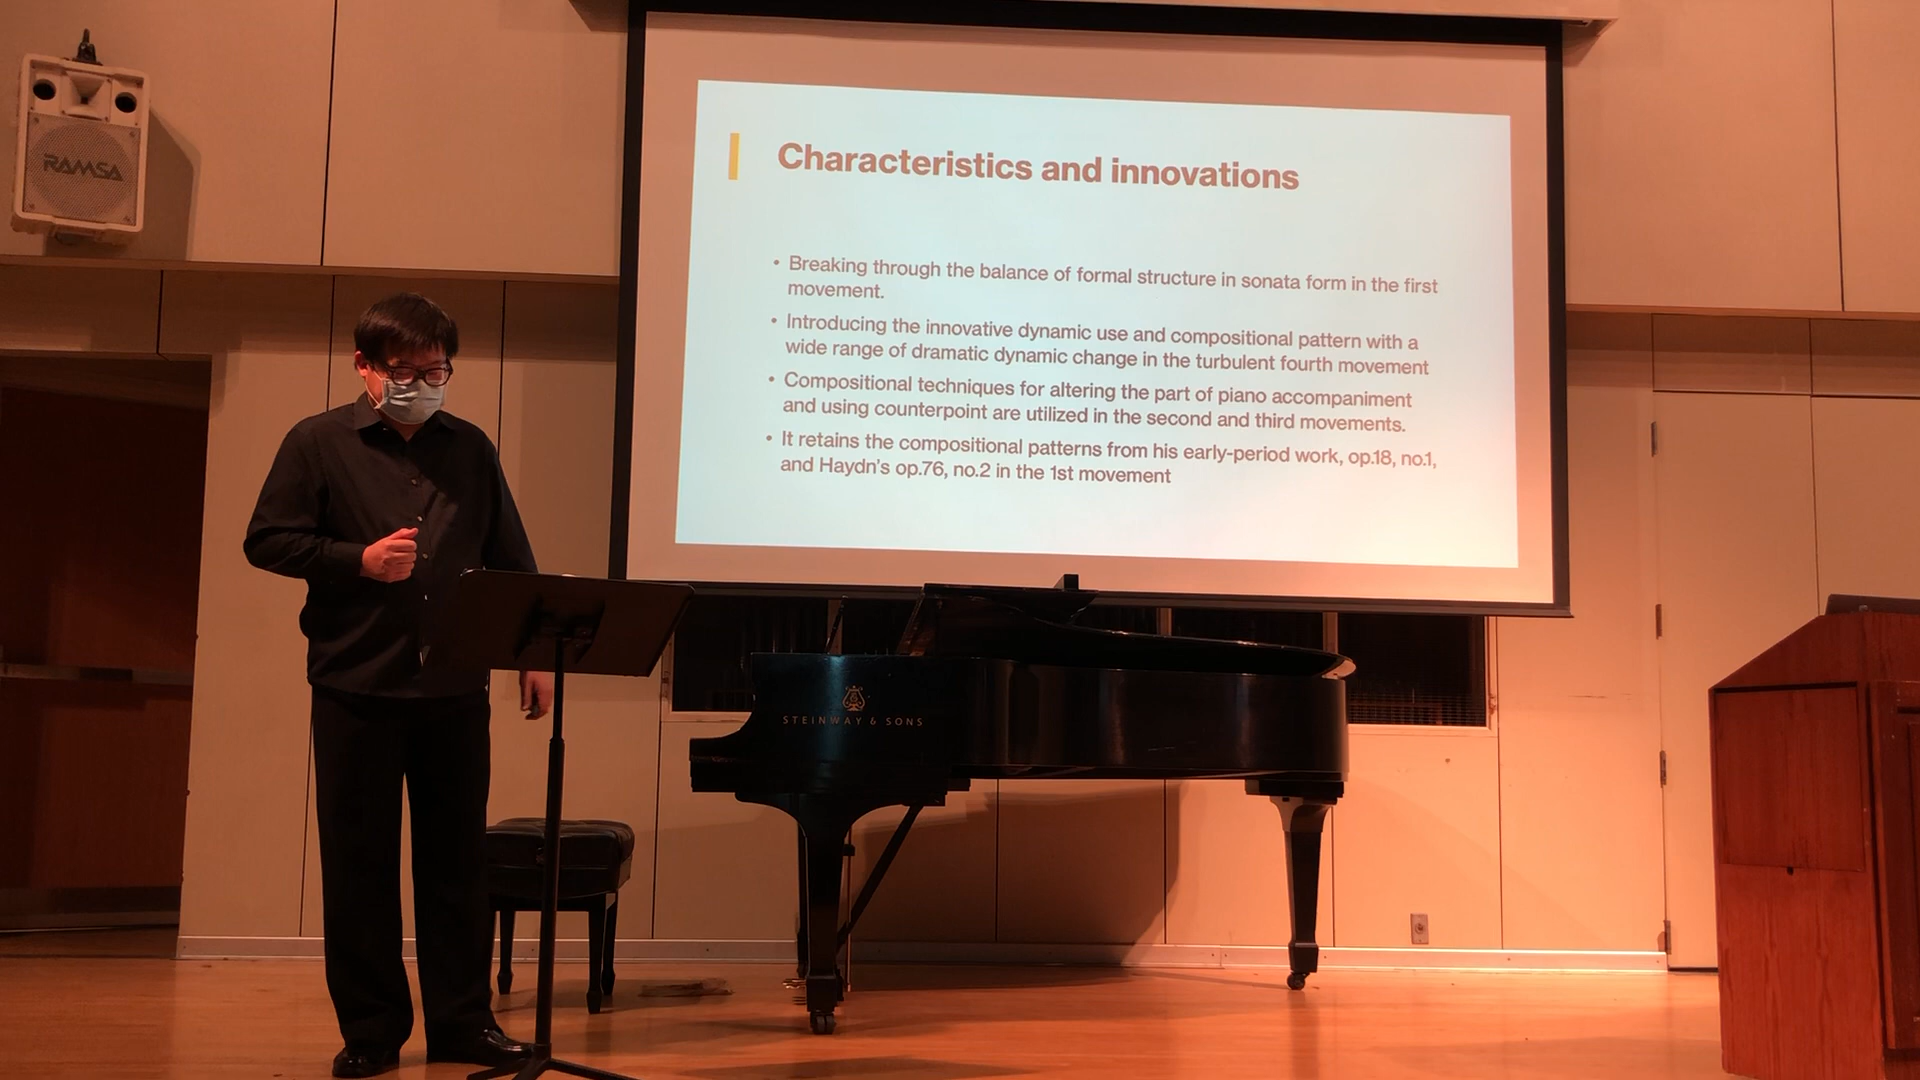 RAMSA
Characteristics and innovations
• Breaking through the balance of formal structure in sonata form in the first
movement.
• Introducing the innovative dynamic use and compositional pattern with a
wide range of dramatic dynamic change in the turbulent fourth movement
• Compositional techniques for altering the part of piano accompaniment
and using counterpoint are utilized in the second and third movements.
• It retains the compositional patterns from his early-period work, op.18, no.1,
and Haydn's op.76, no.2 in the 1st movement
STEINWAY & SONS